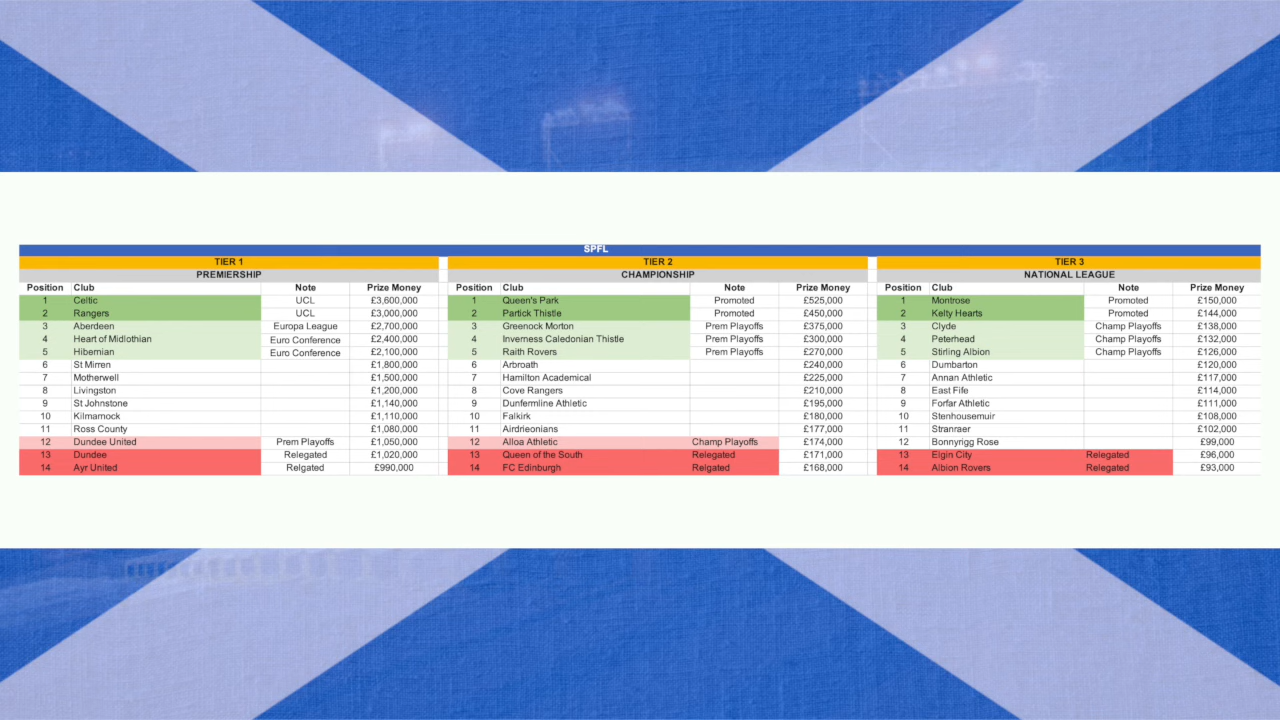 SPFL
TIER 1 TIER 2 TIER 3
PREMIERSHIP CHAMPIONSHIP NATIONAL LEAGUE
Position Club Note Prize Money Position Club Note Prize Money Position Club Note Prize Money
1 Celtic UCL £3,600,000 1 Queen's Park Promoted £525,000 1 Montrose Promoted £150,000
2 Rangers UCL £3,000,000 2 Partick Thistle Promoted £450,000 2 Kelty Hearts Promoted £144,000
3 Aberdeen Europa League £2,700,000 3 Greenock Morton Prem Playoffs £375,000 3 Clyde Champ Playoffs £138,000
4 Heart of Midlothian Euro Conference £2,400,000 4 Inverness Caledonian Thistle Prem Playoffs £300,000 4 Peterhead Champ Playoffs £132,000
5 Hibernian Euro Conference £2,100,000 5 Raith Rovers Prem Playoffs £270,000 5 Stirling Albion Champ Playoffs £126,000
6 St Mirren £1,800,000 6 Arbroath £240,000 6 Dumbarton £120,000
7 Motherwell £1,500,000 7 Hamilton Academical £225,000 7 Annan Athletic £117,000
8 Livingston £1,200,000 8 Cove Rangers £210,000 8 East Fife £114,000
9 St Johnstone £1,140,000 9 Dunfermline Athletic £195,000 9 Forfar Athletic £111,000
10 Kilmarnock £1,110,000 10 Falkirk £180,000 10 Stenhousemuir £108,000
11 Ross County £1,080,000 11 Airdrieonians £177,000 11 Stranraer £102,000
12 Dundee United Prem Playoffs £1,050,000 12 Alloa Athletic Champ Playoffs £174,000 12 Bonnyrigg Rose £99,000
13 Dundee Relegated £1,020,000 13 Queen of the South Relegated £171,000 13 Elgin City Relegated £96,000
14 Ayr United Relgated £990,000 14 FC Edinburgh Relgated £168,000 14 Albion Rovers Relegated £93,000